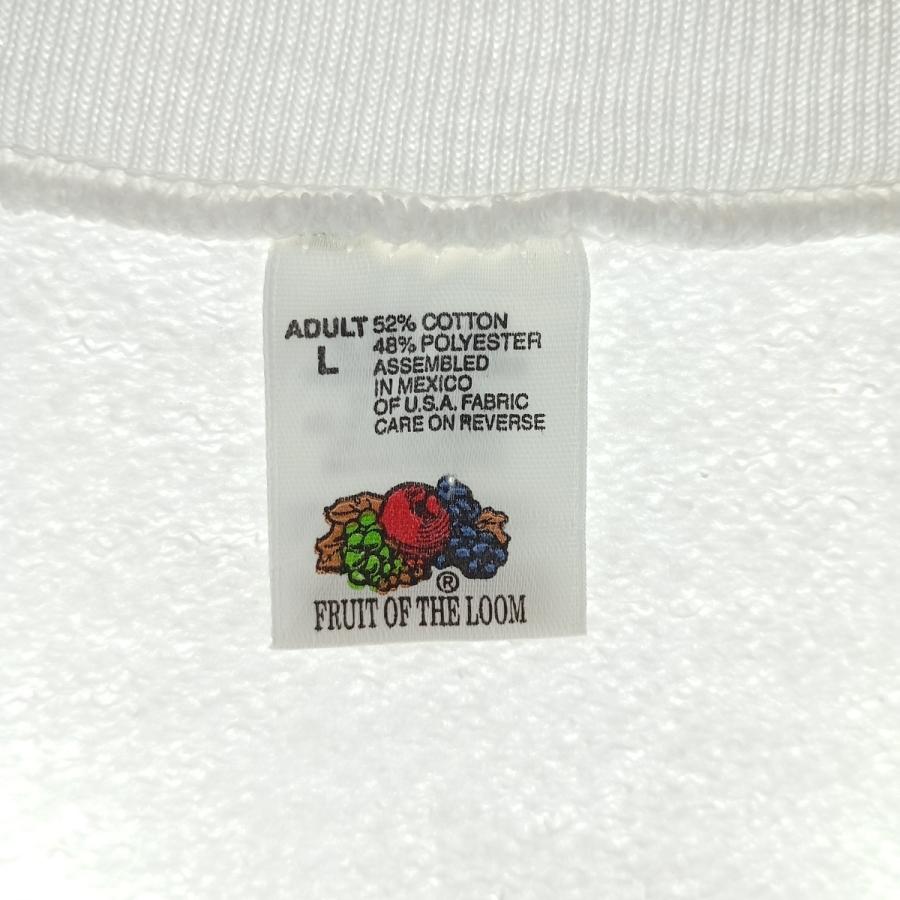 ADULT
L
52% COTTON
48% POLYESTER
ASSEMBLED
IN MEXICO
OF U.S.A. FABRIC
CARE ON REVERSE
®
FRUIT OF THE LOOM